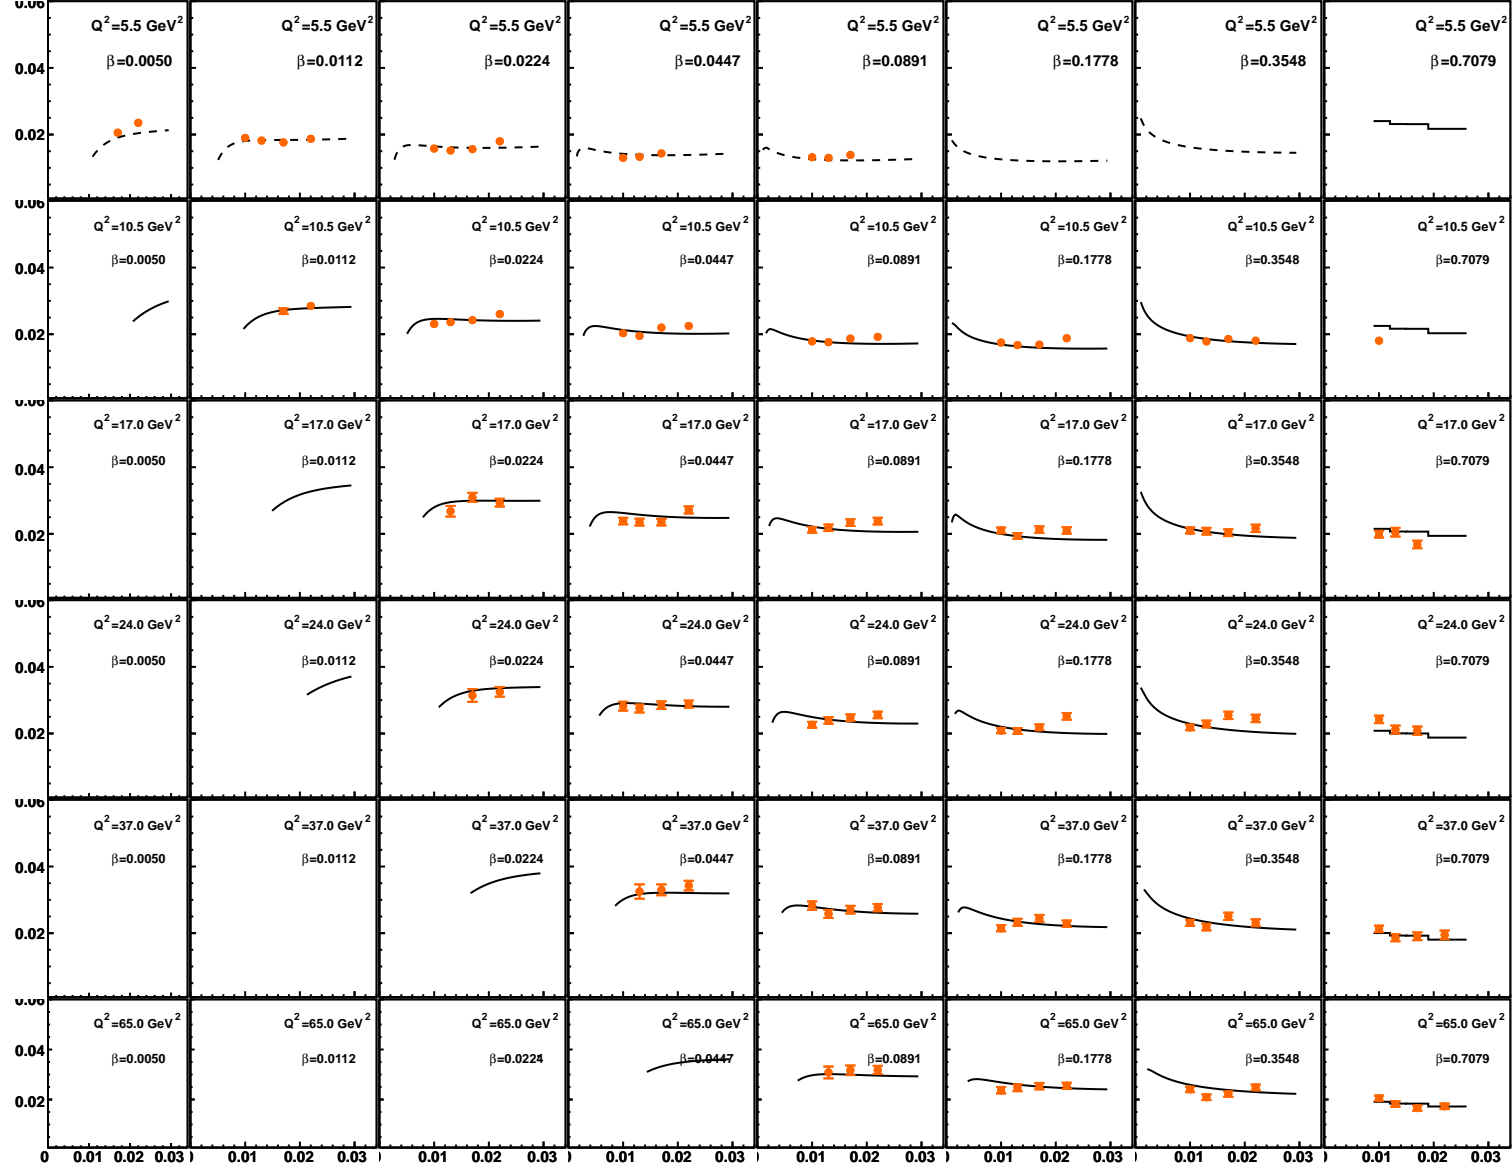 0.06
Q²=5.5 GeV² Q²=5.5 GeV² Q²=5.5 GeV² Q²=5.5 GeV² Q²=5.5 GeV² Q²=5.5 GeV² Q²=5.5 GeV² Q²=5.5 GeV²
0.04 β=0.0050 β=0.0112 β=0.0224 β=0.0447 β=0.0891 β=0.1778 β=0.3548 β=0.7079
0.02
0.06
Q²=10.5 GeV² Q²=10.5 GeV² Q²=10.5 GeV² Q²=10.5 GeV² Q²=10.5 GeV² Q²=10.5 GeV² Q²=10.5 GeV² Q²=10.5 GeV²
0.04 β=0.0050 β=0.0112 β=0.0224 β=0.0447 β=0.0891 β=0.1778 β=0.3548 β=0.7079
0.02
0.06
Q²=17.0 GeV² Q²=17.0 GeV² Q²=17.0 GeV² Q²=17.0 GeV² Q²=17.0 GeV² Q²=17.0 GeV² Q²=17.0 GeV² Q²=17.0 GeV²
0.04 β=0.0050 β=0.0112 β=0.0224 β=0.0447 β=0.0891 β=0.1778 β=0.3548 β=0.7079
0.02
0.06
Q²=24.0 GeV² Q²=24.0 GeV² Q²=24.0 GeV² Q²=24.0 GeV² Q²=24.0 GeV² Q²=24.0 GeV² Q²=24.0 GeV² Q²=24.0 GeV²
0.04 β=0.0050 β=0.0112 β=0.0224 β=0.0447 β=0.0891 β=0.1778 β=0.3548 β=0.7079
0.02
0.06
Q²=37.0 GeV² Q²=37.0 GeV² Q²=37.0 GeV² Q²=37.0 GeV² Q²=37.0 GeV² Q²=37.0 GeV² Q²=37.0 GeV² Q²=37.0 GeV²
0.04 β=0.0050 β=0.0112 β=0.0224 β=0.0447 β=0.0891 β=0.1778 β=0.3548 β=0.7079
0.02
0.06
Q²=65.0 GeV² Q²=65.0 GeV² Q²=65.0 GeV² Q²=65.0 GeV² Q²=65.0 GeV² Q²=65.0 GeV² Q²=65.0 GeV² Q²=65.0 GeV²
0.04 β=0.0050 β=0.0112 β=0.0224 β=0.0447 β=0.0891 β=0.1778 β=0.3548 β=0.7079
0.02
0 0.01 0.02 0.03 0.01 0.02 0.03 0.01 0.02 0.03 0.01 0.02 0.03 0.01 0.02 0.03 0.01 0.02 0.03 0.01 0.02 0.03 0.01 0.02 0.03